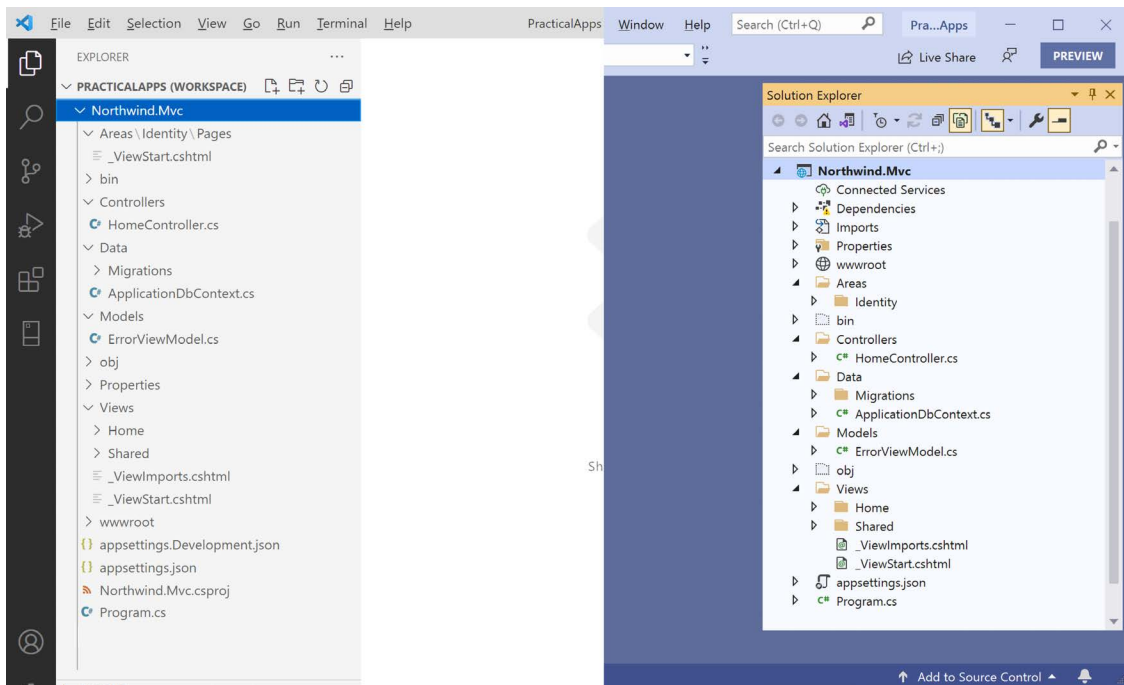 File Edit Selection View Go Run Terminal Help PracticalApps
EXPLORER ...
PRACTICALAPPS (WORKSPACE)
Northwind.Mvc
Areas\Identity\Pages
_ViewStart.cshtml
bin
Controllers
HomeController.cs
Data
Migrations
ApplicationDbContext.cs
Models
ErrorViewModel.cs
obj
Properties
Views
Home
Shared
_ViewImports.cshtml
_ViewStart.cshtml
wwwroot
appsettings.Development.json
appsettings.json
Northwind.Mvc.csproj
Program.cs
Sh
Window Help Search (Ctrl+Q) Pra...Apps
Live Share PREVIEW
Solution Explorer
Search Solution Explorer (Ctrl+;)
Northwind.Mvc
Connected Services
Dependencies
Imports
Properties
wwwroot
Areas
Identity
bin
Controllers
C# HomeController.cs
Data
Migrations
C# ApplicationDbContext.cs
Models
C# ErrorViewModel.cs
obj
Views
Home
Shared
_ViewImports.cshtml
_ViewStart.cshtml
appsettings.json
C# Program.cs
Add to Source Control